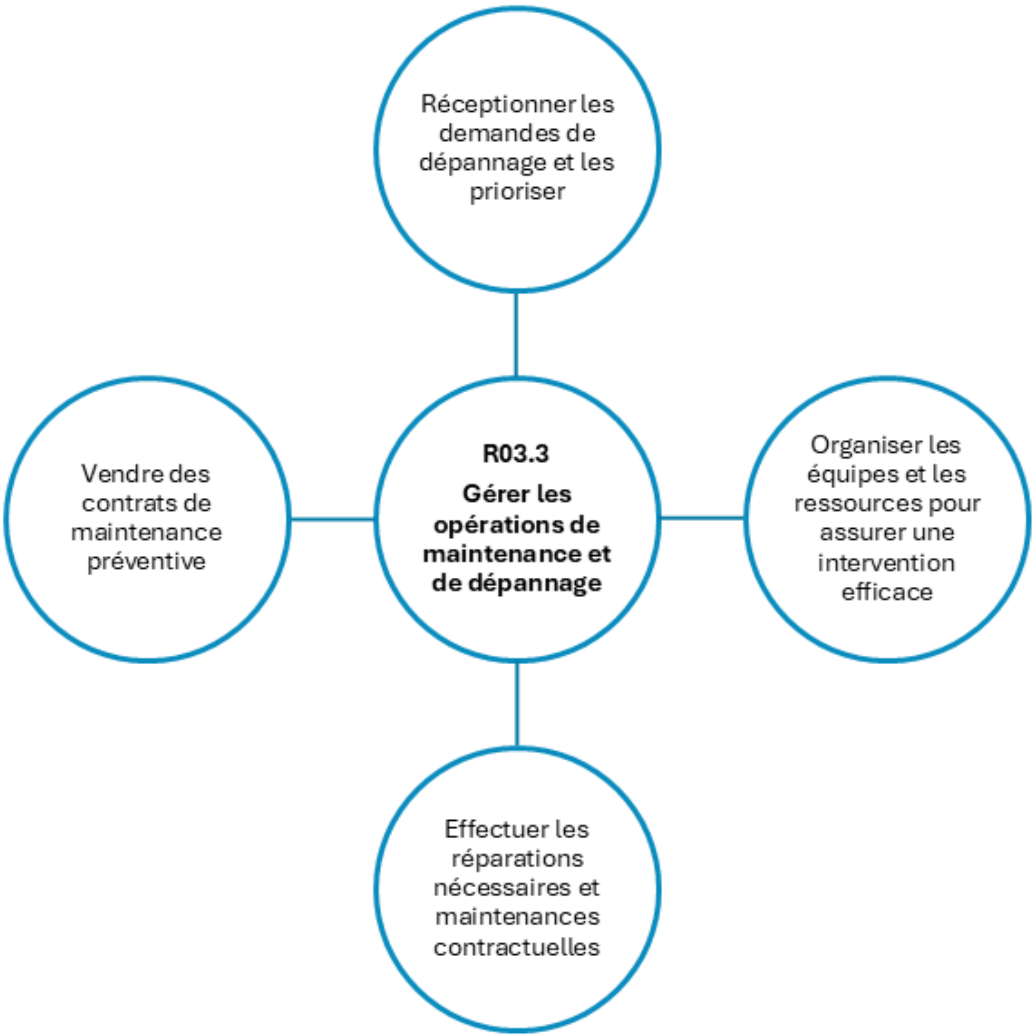 Réceptionner les
demandes de
dépannage et les
prioriser
Vendre des
contrats de
maintenance
préventive
R03.3
Gérer les
opérations de
maintenance et
de dépannage
Organiser les
équipes et les
ressources pour
assurer une
intervention
efficace
Effectuer les
réparations
nécessaires et
maintenances
contractuelles